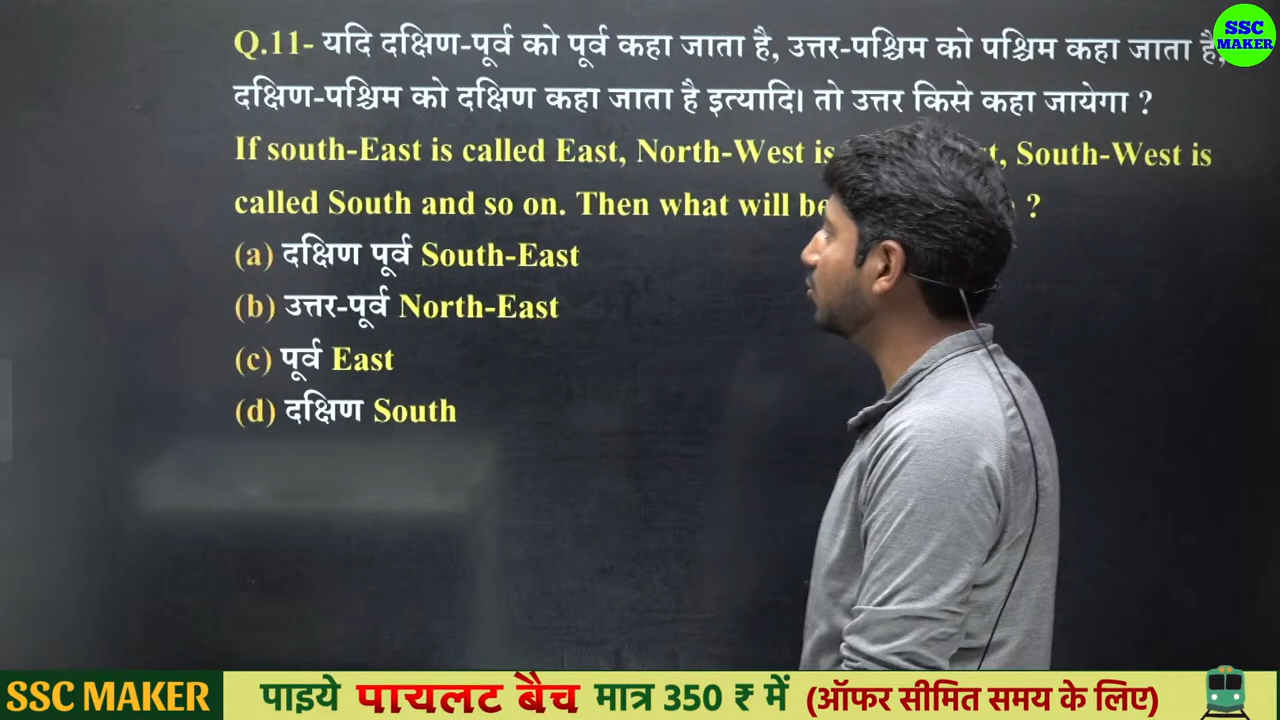 Q.11- यदि दक्षिण-पूर्व को पूर्व कहा जाता है, उत्तर-पश्चिम को पश्चिम कहा जाता है,
SSC
MAKER
दक्षिण-पश्चिम को दक्षिण कहा जाता है इत्यादि। तो उत्तर किसे कहा जायेगा ?
If south-East is called East, North-West is t, South-West is
called South and so on. Then what will be ?
(a) दक्षिण पूर्व South-East
(b) उत्तर-पूर्व North-East
(c) पूर्व East
(d) दक्षिण South
SSC MAKER पाइये पायलट बैच मात्र 350 ₹ में (ऑफर सीमित समय के लिए)